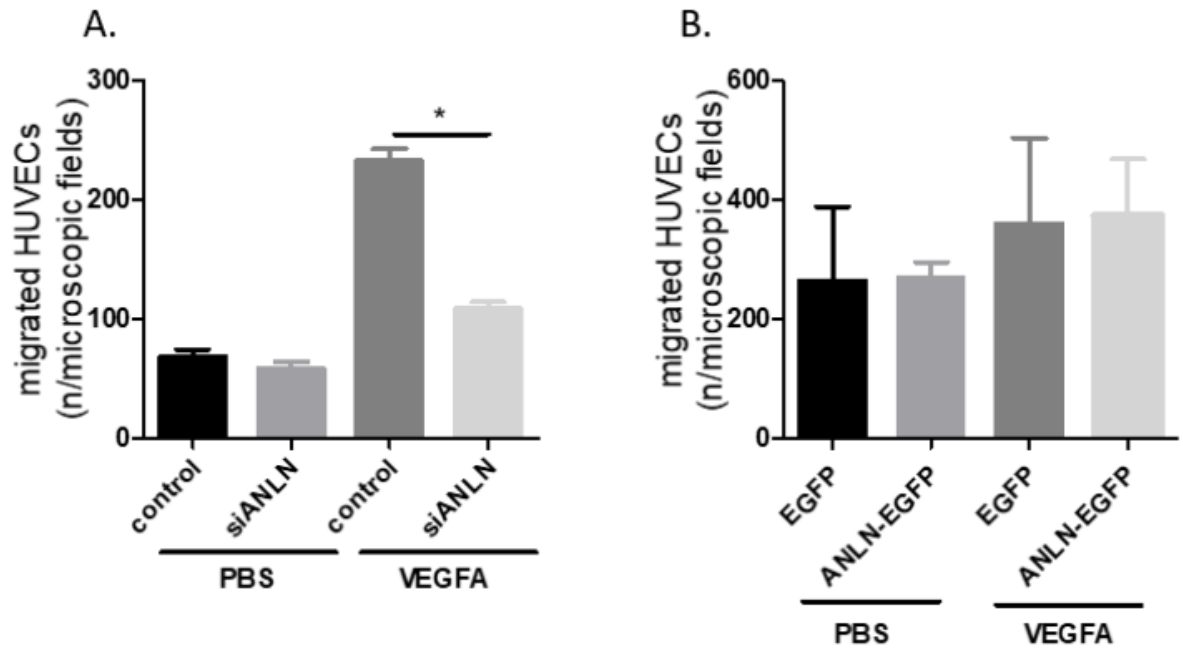 A.
migrated HUVECs
(n/microscopic fields)
300
200
100
0
*
control
siANLN
control
siANLN
PBS
VEGFA
B.
migrated HUVECs
(n/microscopic fields)
600
400
200
0
EGFP
ANLN-EGFP
EGFP
ANLN-EGFP
PBS
VEGFA